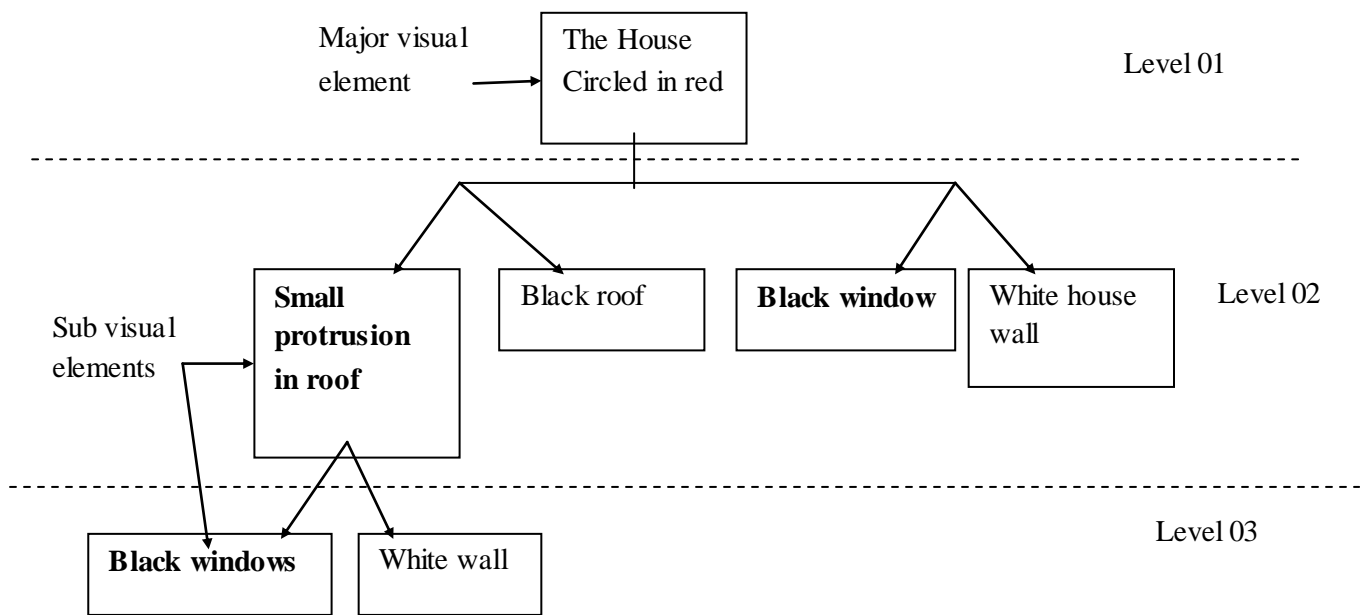 Major visual
element
The House
Circled in red
Level 01
Small
protrusion
in roof
Black roof
Black window
White house
wall
Level 02
Sub visual
elements
Black windows
White wall
Level 03